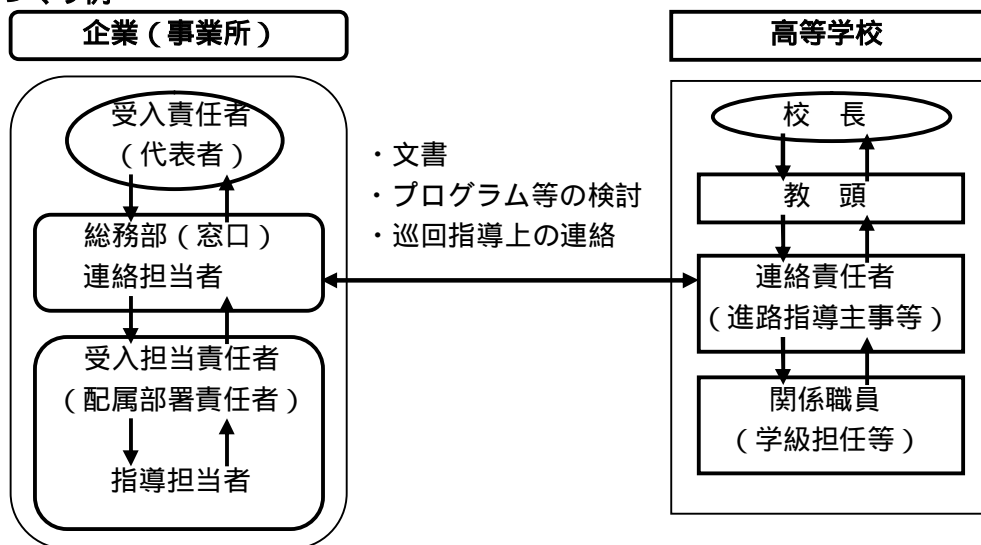 企業（事業所）
受入責任者
（代表者）
総務部（窓口）
連絡担当者
受入担当責任者
（配属部署責任者）
指導担当者
・文書
・プログラム等の検討
・巡回指導上の連絡
高等学校
校　長
教　頭
連絡責任者
（進路指導主事等）
関係職員
（学級担任等）